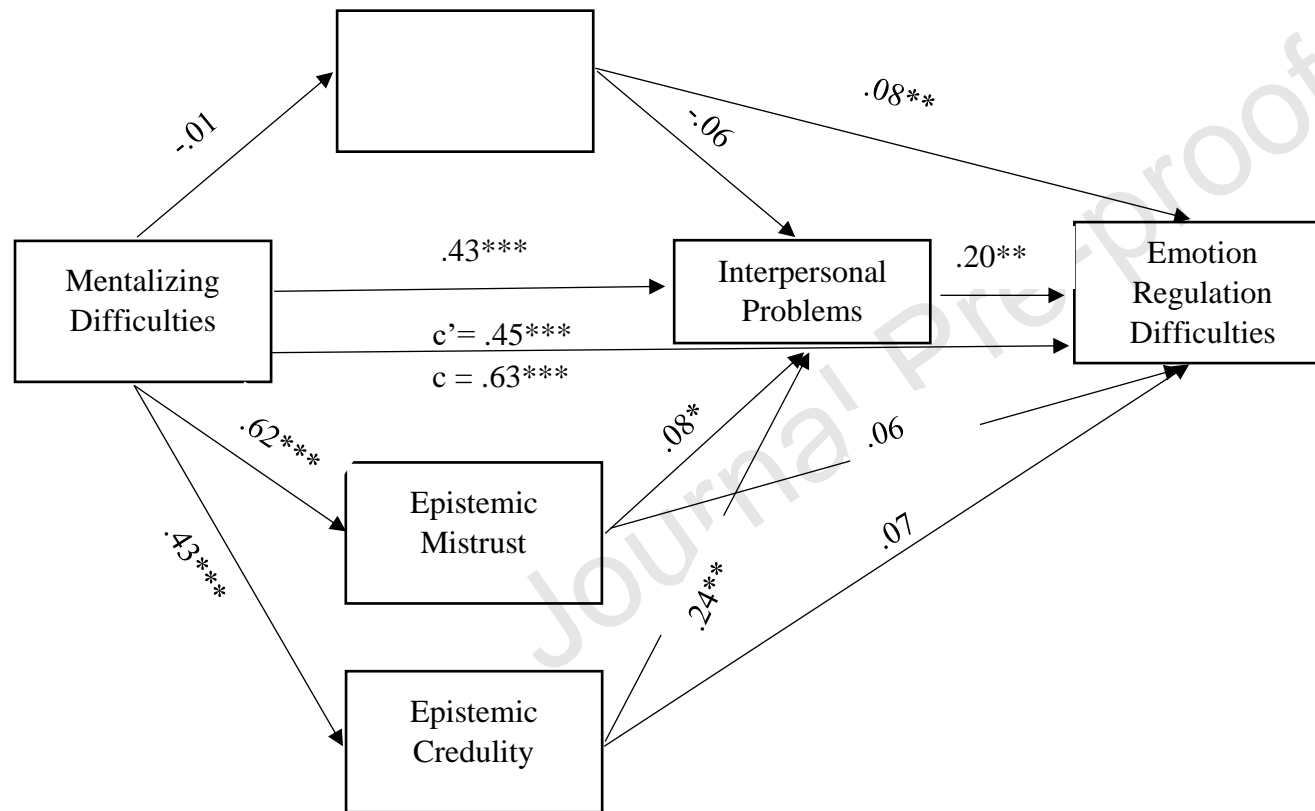 -.01
-.06
.08**
Mentalizing
Difficulties
.43***
Interpersonal
Problems
.20**
Emotion
Regulation
Difficulties
c’= .45***
c = .63***
.62***
.08*
.06
Epistemic
Mistrust
.43***
.24**
.07
Epistemic
Credulity
Journal Pre-proof